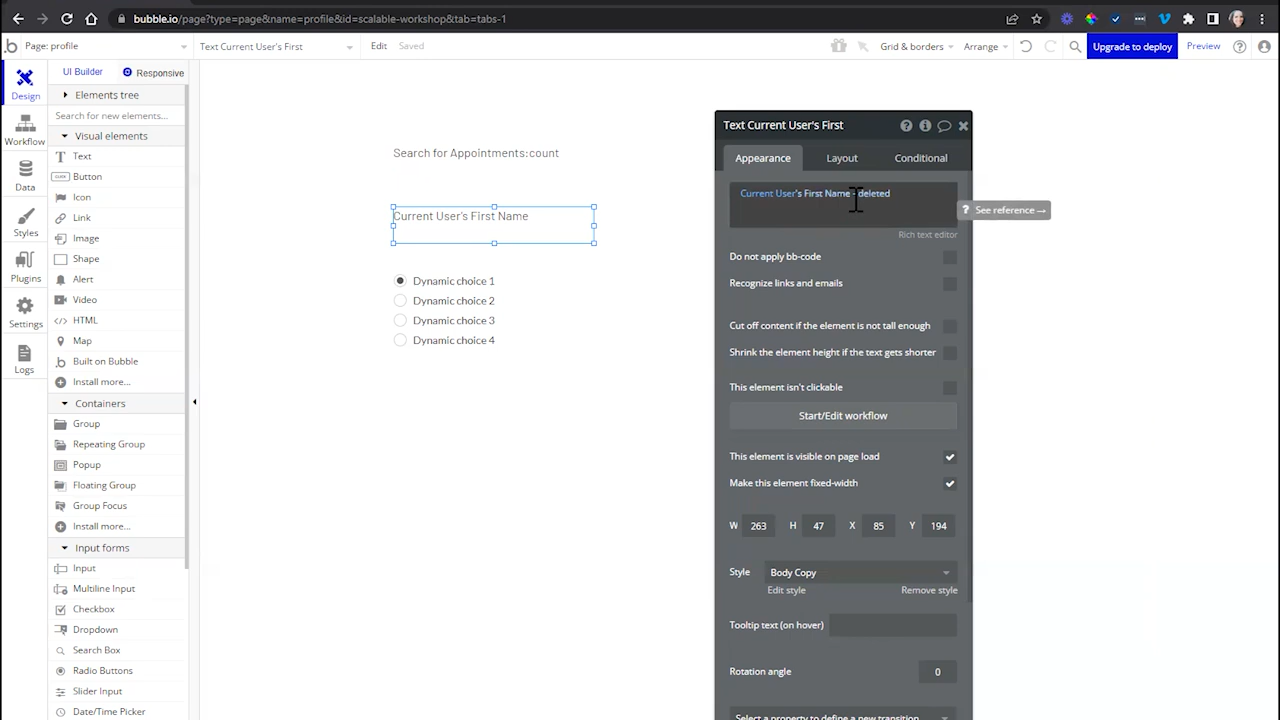 bubble.io/page?type=page&name=profile&id=scalable-workshop&tab=tabs-1
Page: profile
Text Current User's First
Edit
Saved
Grid & borders
Arrange
Upgrade to deploy
Preview
Design
Workflow
Data
Styles
Plugins
Settings
Logs
UI Builder
Responsive
Elements tree
Search for new elements...
Visual elements
Text
Button
CLICK
Icon
Link
Image
Shape
Alert
Video
</> HTML
Map
Built on Bubble
Install more...
Containers
Group
Repeating Group
Popup
Floating Group
Group Focus
Install more...
Input forms
Input
Multiline Input
Checkbox
Dropdown
Search Box
Radio Buttons
Slider Input
Date/Time Picker
Search for Appointments:count
Current User's First Name
Dynamic choice 1
Dynamic choice 2
Dynamic choice 3
Dynamic choice 4
Text Current User's First
Appearance
Layout
Conditional
Current User's First Name - deleted
? See reference →
Rich text editor
Do not apply bb-code
Recognize links and emails
Cut off content if the element is not tall enough
Shrink the element height if the text gets shorter
This element isn't clickable
Start/Edit workflow
This element is visible on page load
Make this element fixed-width
W 263 H 47 X 85 Y 194
Style Body Copy
Edit style Remove style
Tooltip text (on hover)
Rotation angle 0
Select a property to define a new transition